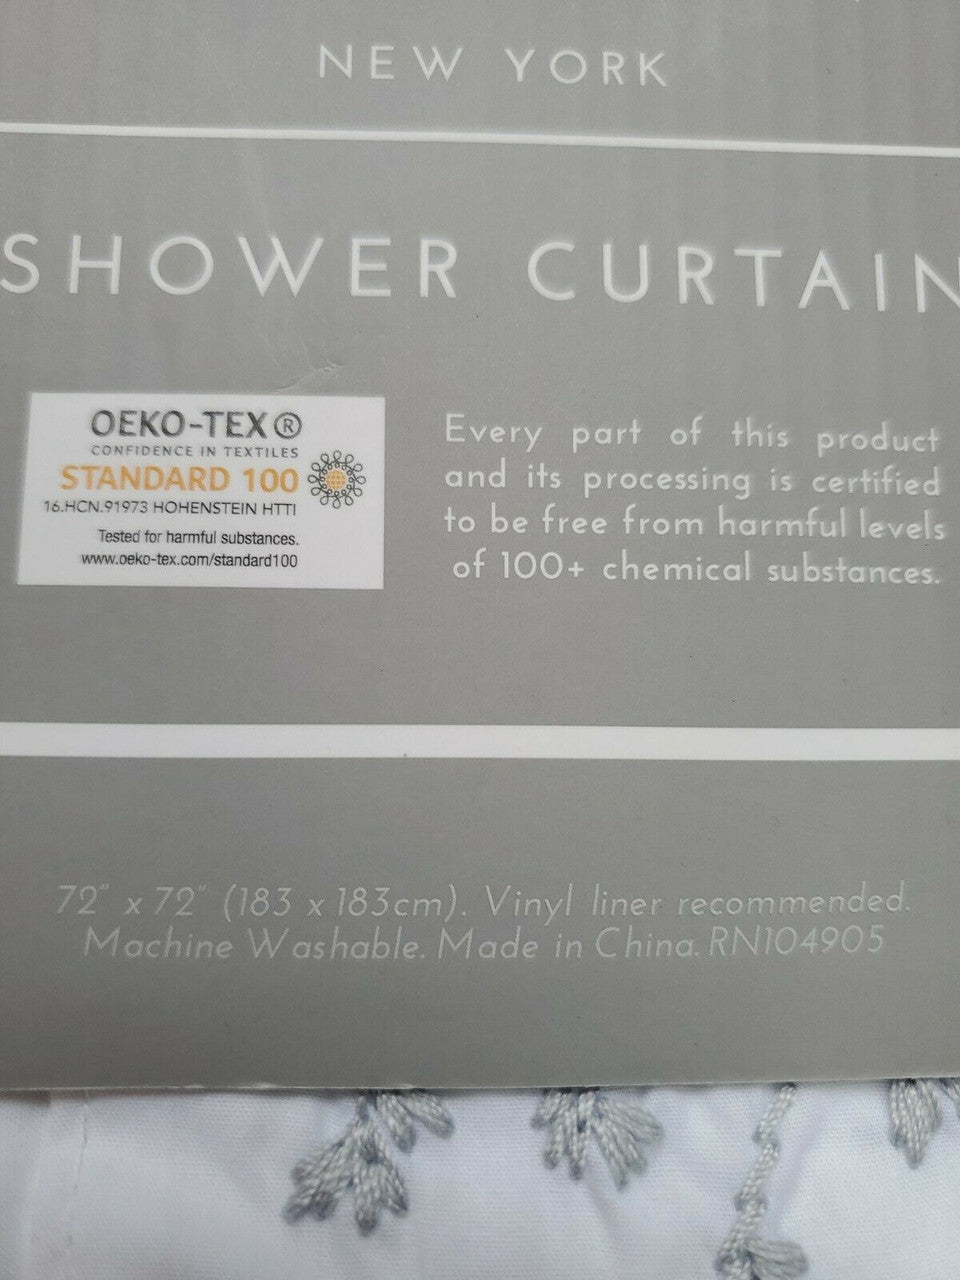 NEW YORK
SHOWER CURTAIN
OEKO-TEX®
CONFIDENCE IN TEXTILES
STANDARD 100
16.HCN.91973 HOHENSTEIN HTTI
Tested for harmful substances.
www.oeko-tex.com/standard100
Every part of this product
and its processing is certified
to be free from harmful levels
of 100+ chemical substances.
72" x 72" (183 x 183cm). Vinyl liner recommended.
Machine Washable. Made in China. RN104905